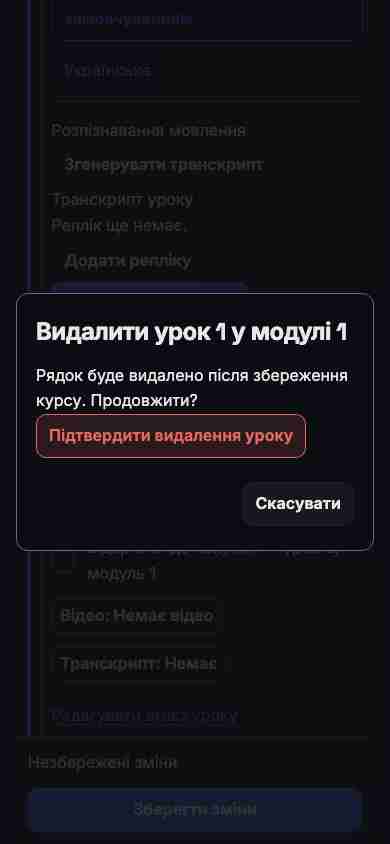 замовчуванням
Українська
Розпізнавання мовлення
Згенерувати транскрипт
Транскрипт уроку
Реплік ще немає.
Додати репліку
Видалити урок 1 у модулі 1
Рядок буде видалено після збереження
курсу. Продовжити?
Підтвердити видалення уроку
Скасувати
модуль 1
Відео: Немає відео
Транскрипт: Немає
Редагувати відео уроку
Незбережені зміни
Зберегти зміни